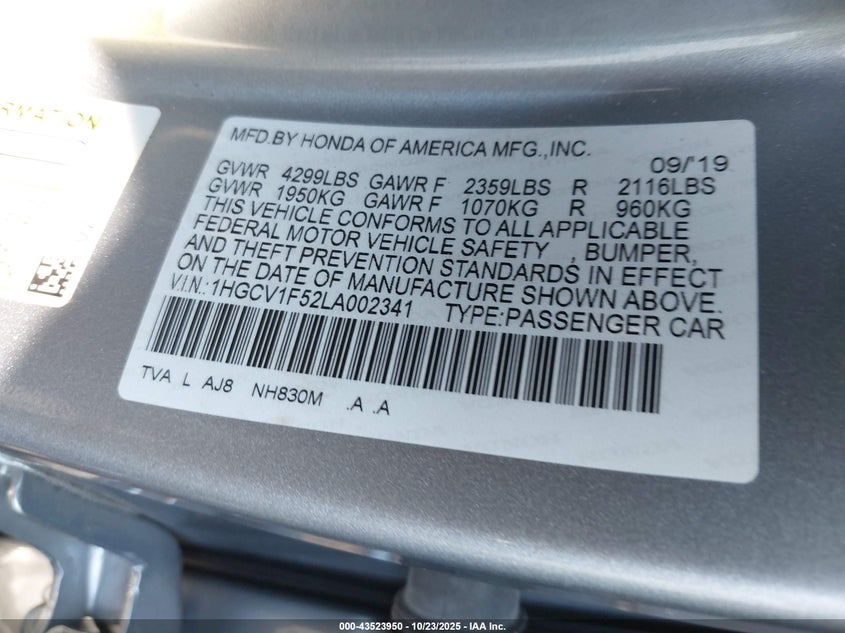 RMATION
MFD.BY HONDA OF AMERICA MFG.,INC.
09/'19
GVWR 4299LBS GAWR F 2359LBS R 2116LBS
GVWR 1950KG GAWR F 1070KG R 960KG
THIS VEHICLE CONFORMS TO ALL APPLICABLE
FEDERAL MOTOR VEHICLE SAFETY , BUMPER,
AND THEFT PREVENTION STANDARDS IN EFFECT
ON THE DATE OF MANUFACTURE SHOWN ABOVE.
V.I.N.:1HGCV1F52LA002341 TYPE:PASSENGER CAR
TVA L AJ8 NH830M .A .A
000-43523950 - 10/23/2025 - IAA Inc.